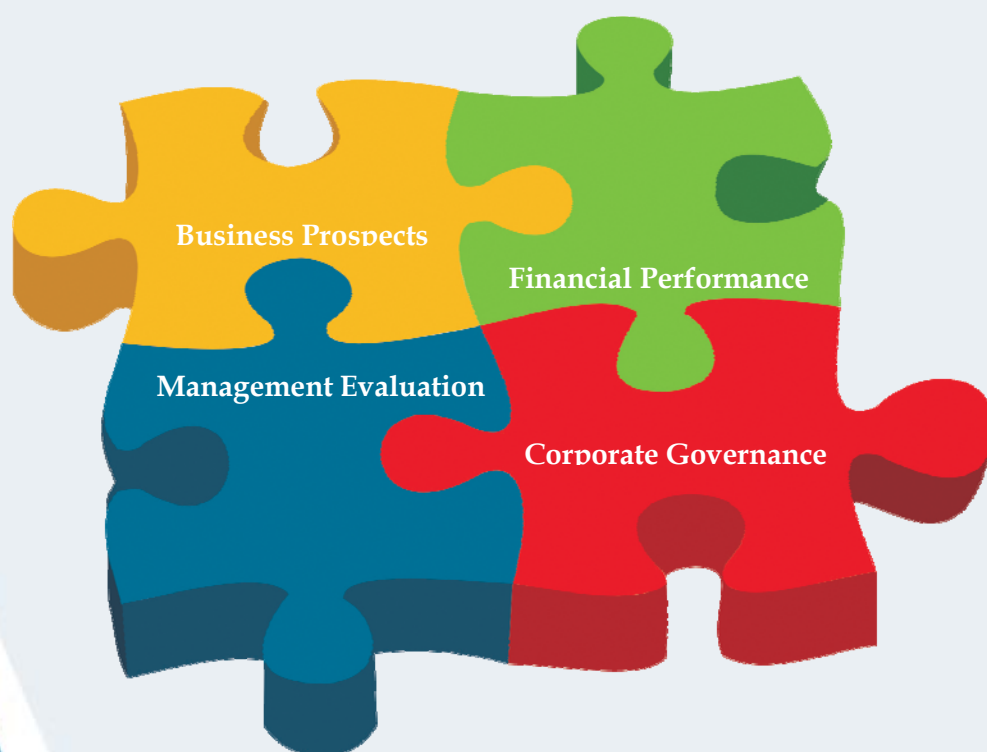 Business Prospects
Financial Performance
Management Evaluation
Corporate Governance